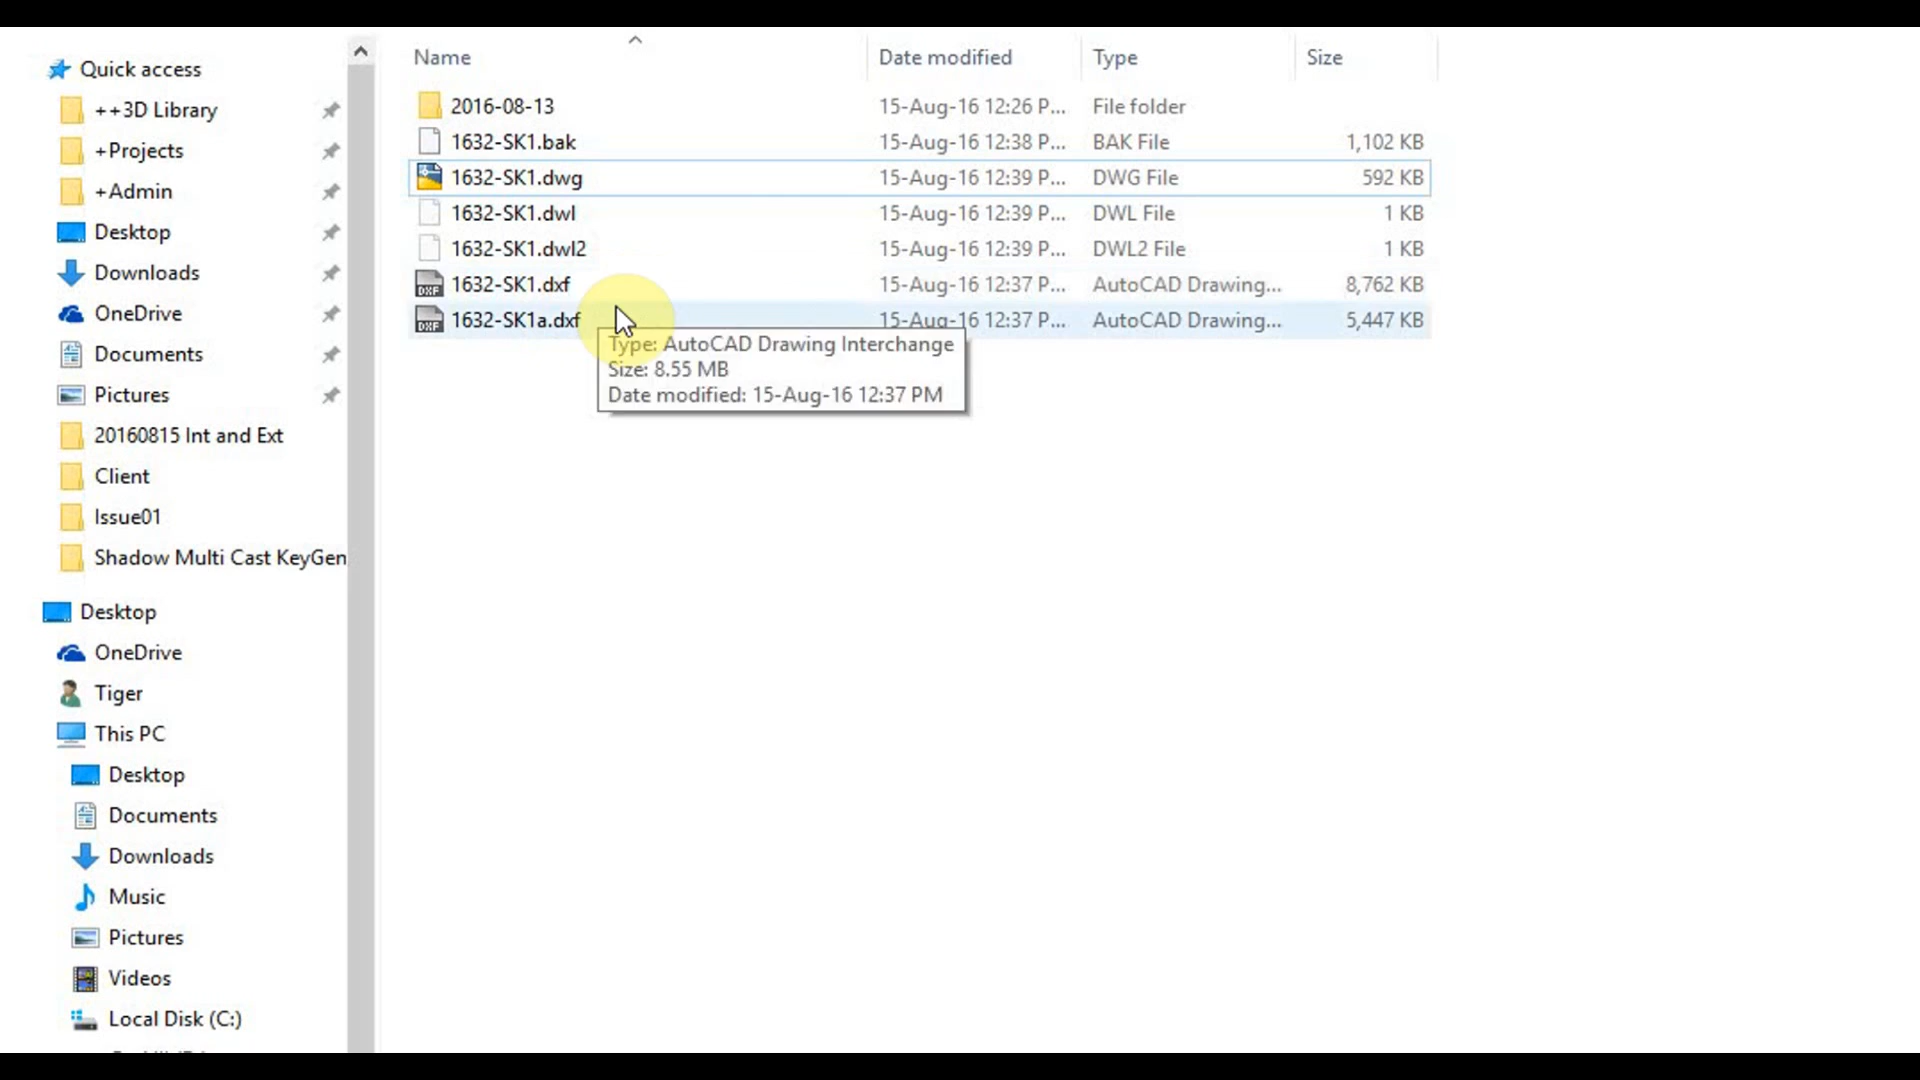 Quick access
++3D Library
+Projects
+Admin
Desktop
Downloads
OneDrive
Documents
Pictures
20160815 Int and Ext
Client
Issue01
Shadow Multi Cast KeyGen
Desktop
OneDrive
Tiger
This PC
Desktop
Documents
Downloads
Music
Pictures
Videos
Local Disk (C:)
Name Date modified Type Size
2016-08-13 15-Aug-16 12:26 P... File folder
1632-SK1.bak 15-Aug-16 12:38 P... BAK File 1,102 KB
1632-SK1.dwg 15-Aug-16 12:39 P... DWG File 592 KB
1632-SK1.dwl 15-Aug-16 12:39 P... DWL File 1 KB
1632-SK1.dwl2 15-Aug-16 12:39 P... DWL2 File 1 KB
DXF 1632-SK1.dxf 15-Aug-16 12:37 P... AutoCAD Drawing... 8,762 KB
DXF 1632-SK1a.dxf 15-Aug-16 12:37 P... AutoCAD Drawing... 5,447 KB
Type: AutoCAD Drawing Interchange
Size: 8.55 MB
Date modified: 15-Aug-16 12:37 PM